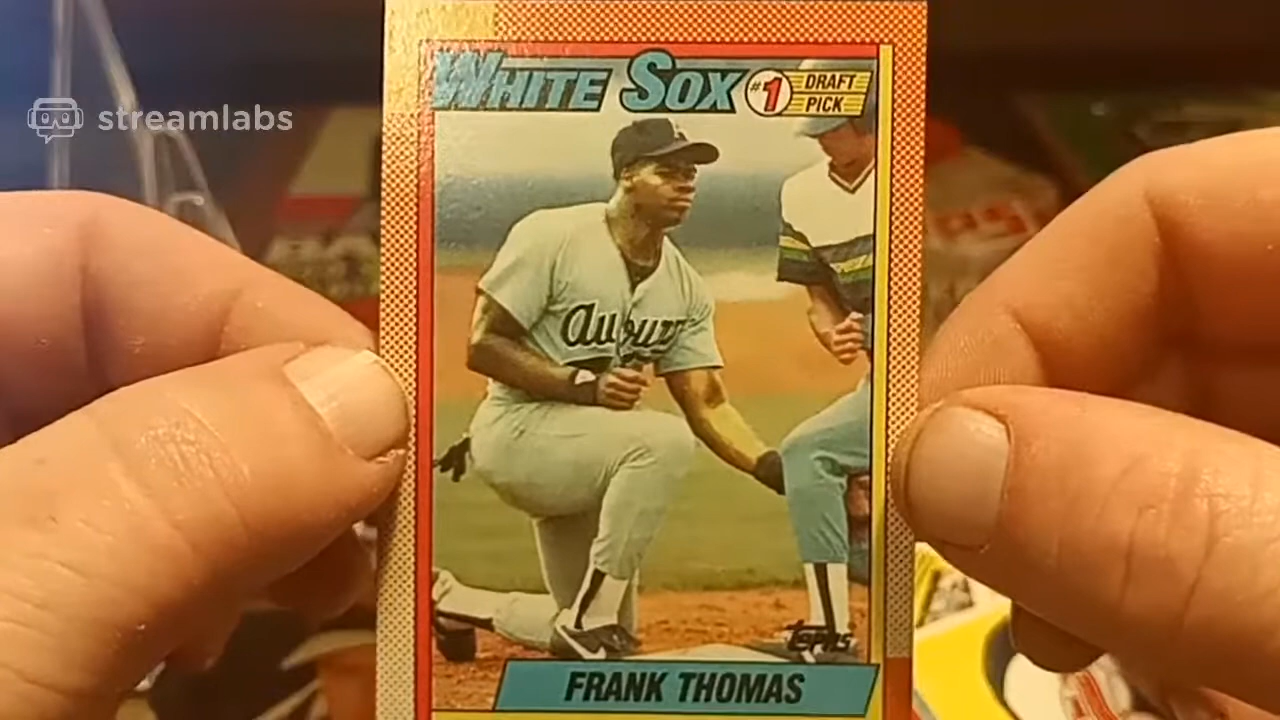 streamlabs
WHITE SOX #1 DRAFT PICK
Auburn
topps
FRANK THOMAS